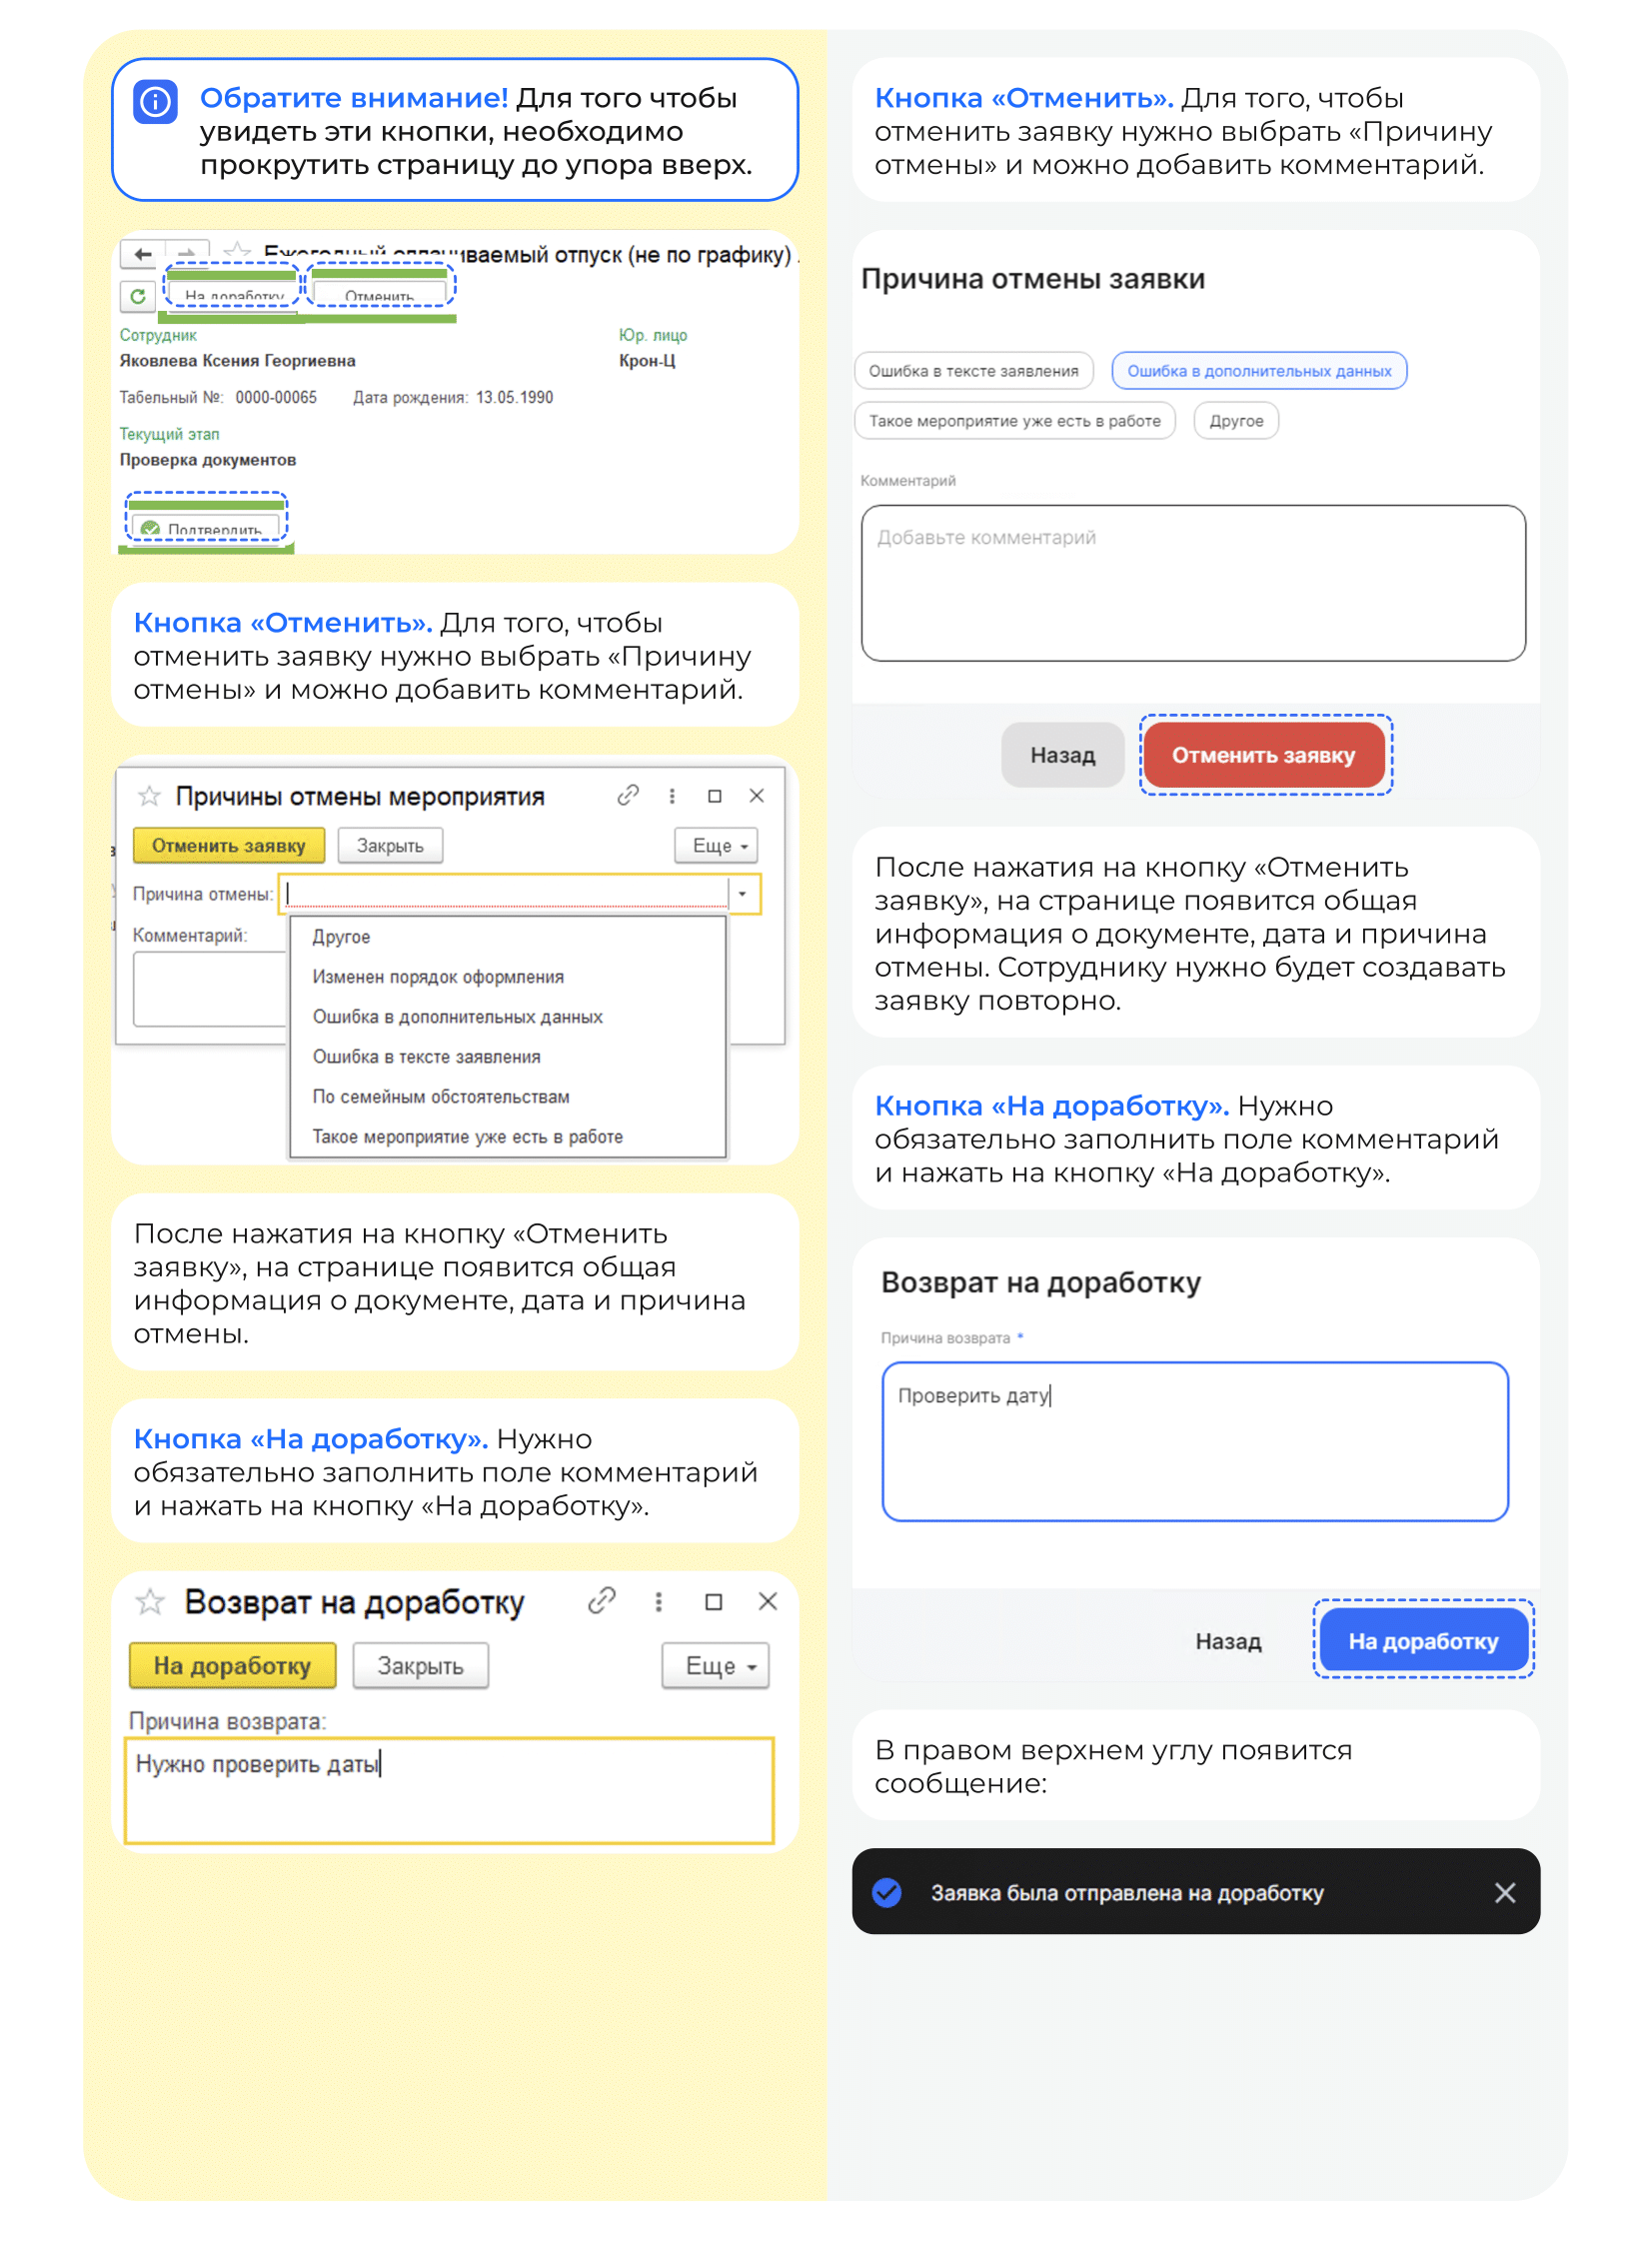 Обратите внимание! Для того чтобы
увидеть эти кнопки, необходимо
прокрутить страницу до упора вверх.
Ежегодный оплачиваемый отпуск (не по графику)
На доработку
Отменить
Сотрудник
Юр. лицо
Яковлева Ксения Георгиевна
Крон-Ц
Табельный №: 0000-00065 Дата рождения: 13.05.1990
Текущий этап
Проверка документов
Подтвердить
Кнопка «Отменить». Для того, чтобы
отменить заявку нужно выбрать «Причину
отмены» и можно добавить комментарий.
Причины отмены мероприятия
Отменить заявку
Закрыть
Еще
Причина отмены:
Комментарий:
Другое
Изменен порядок оформления
Ошибка в дополнительных данных
Ошибка в тексте заявления
По семейным обстоятельствам
Такое мероприятие уже есть в работе
После нажатия на кнопку «Отменить
заявку», на странице появится общая
информация о документе, дата и причина
отмены.
Кнопка «На доработку». Нужно
обязательно заполнить поле комментарий
и нажать на кнопку «На доработку».
Возврат на доработку
На доработку
Закрыть
Еще
Причина возврата:
Нужно проверить даты
Кнопка «Отменить». Для того, чтобы
отменить заявку нужно выбрать «Причину
отмены» и можно добавить комментарий.
Причина отмены заявки
Ошибка в тексте заявления
Ошибка в дополнительных данных
Такое мероприятие уже есть в работе
Другое
Комментарий
Добавьте комментарий
Назад
Отменить заявку
После нажатия на кнопку «Отменить
заявку», на странице появится общая
информация о документе, дата и причина
отмены. Сотруднику нужно будет создавать
заявку повторно.
Кнопка «На доработку». Нужно
обязательно заполнить поле комментарий
и нажать на кнопку «На доработку».
Возврат на доработку
Причина возврата *
Проверить дату
Назад
На доработку
В правом верхнем углу появится
сообщение:
Заявка была отправлена на доработку